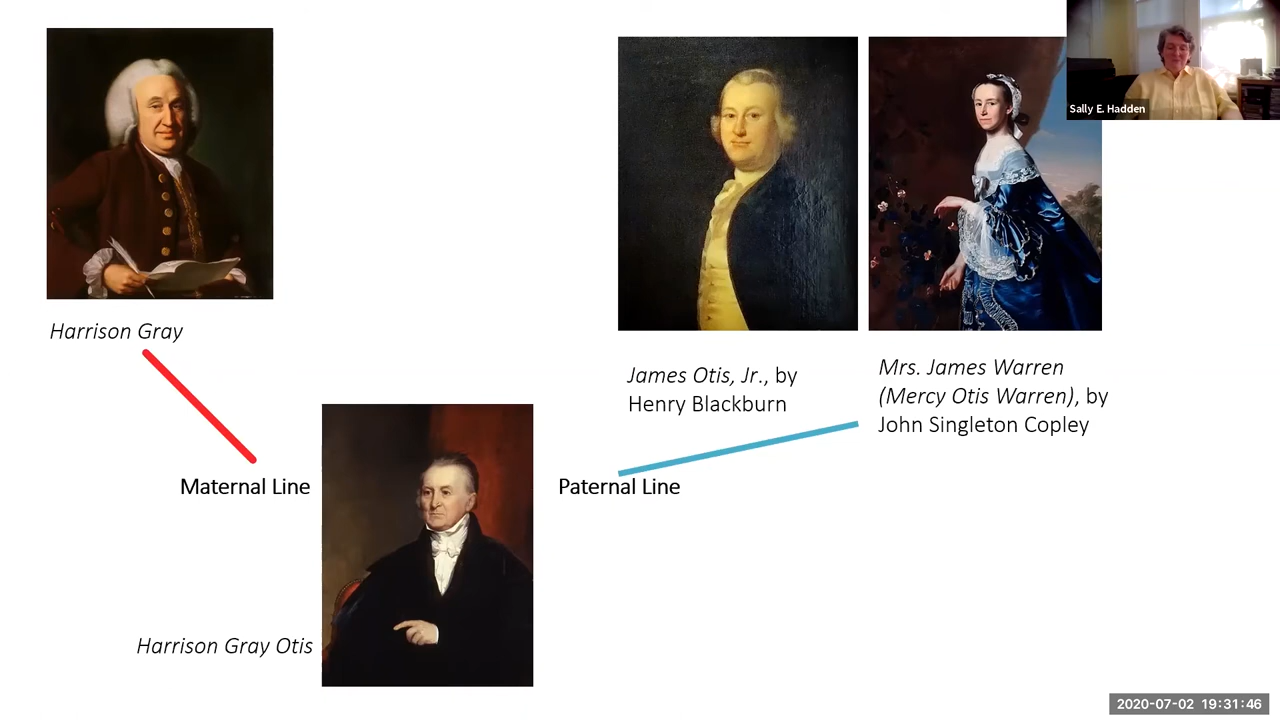 Sally E. Hadden
Harrison Gray
James Otis, Jr., by
Henry Blackburn
Mrs. James Warren
(Mercy Otis Warren), by
John Singleton Copley
Maternal Line
Paternal Line
Harrison Gray Otis
2020-07-02 19:31:46